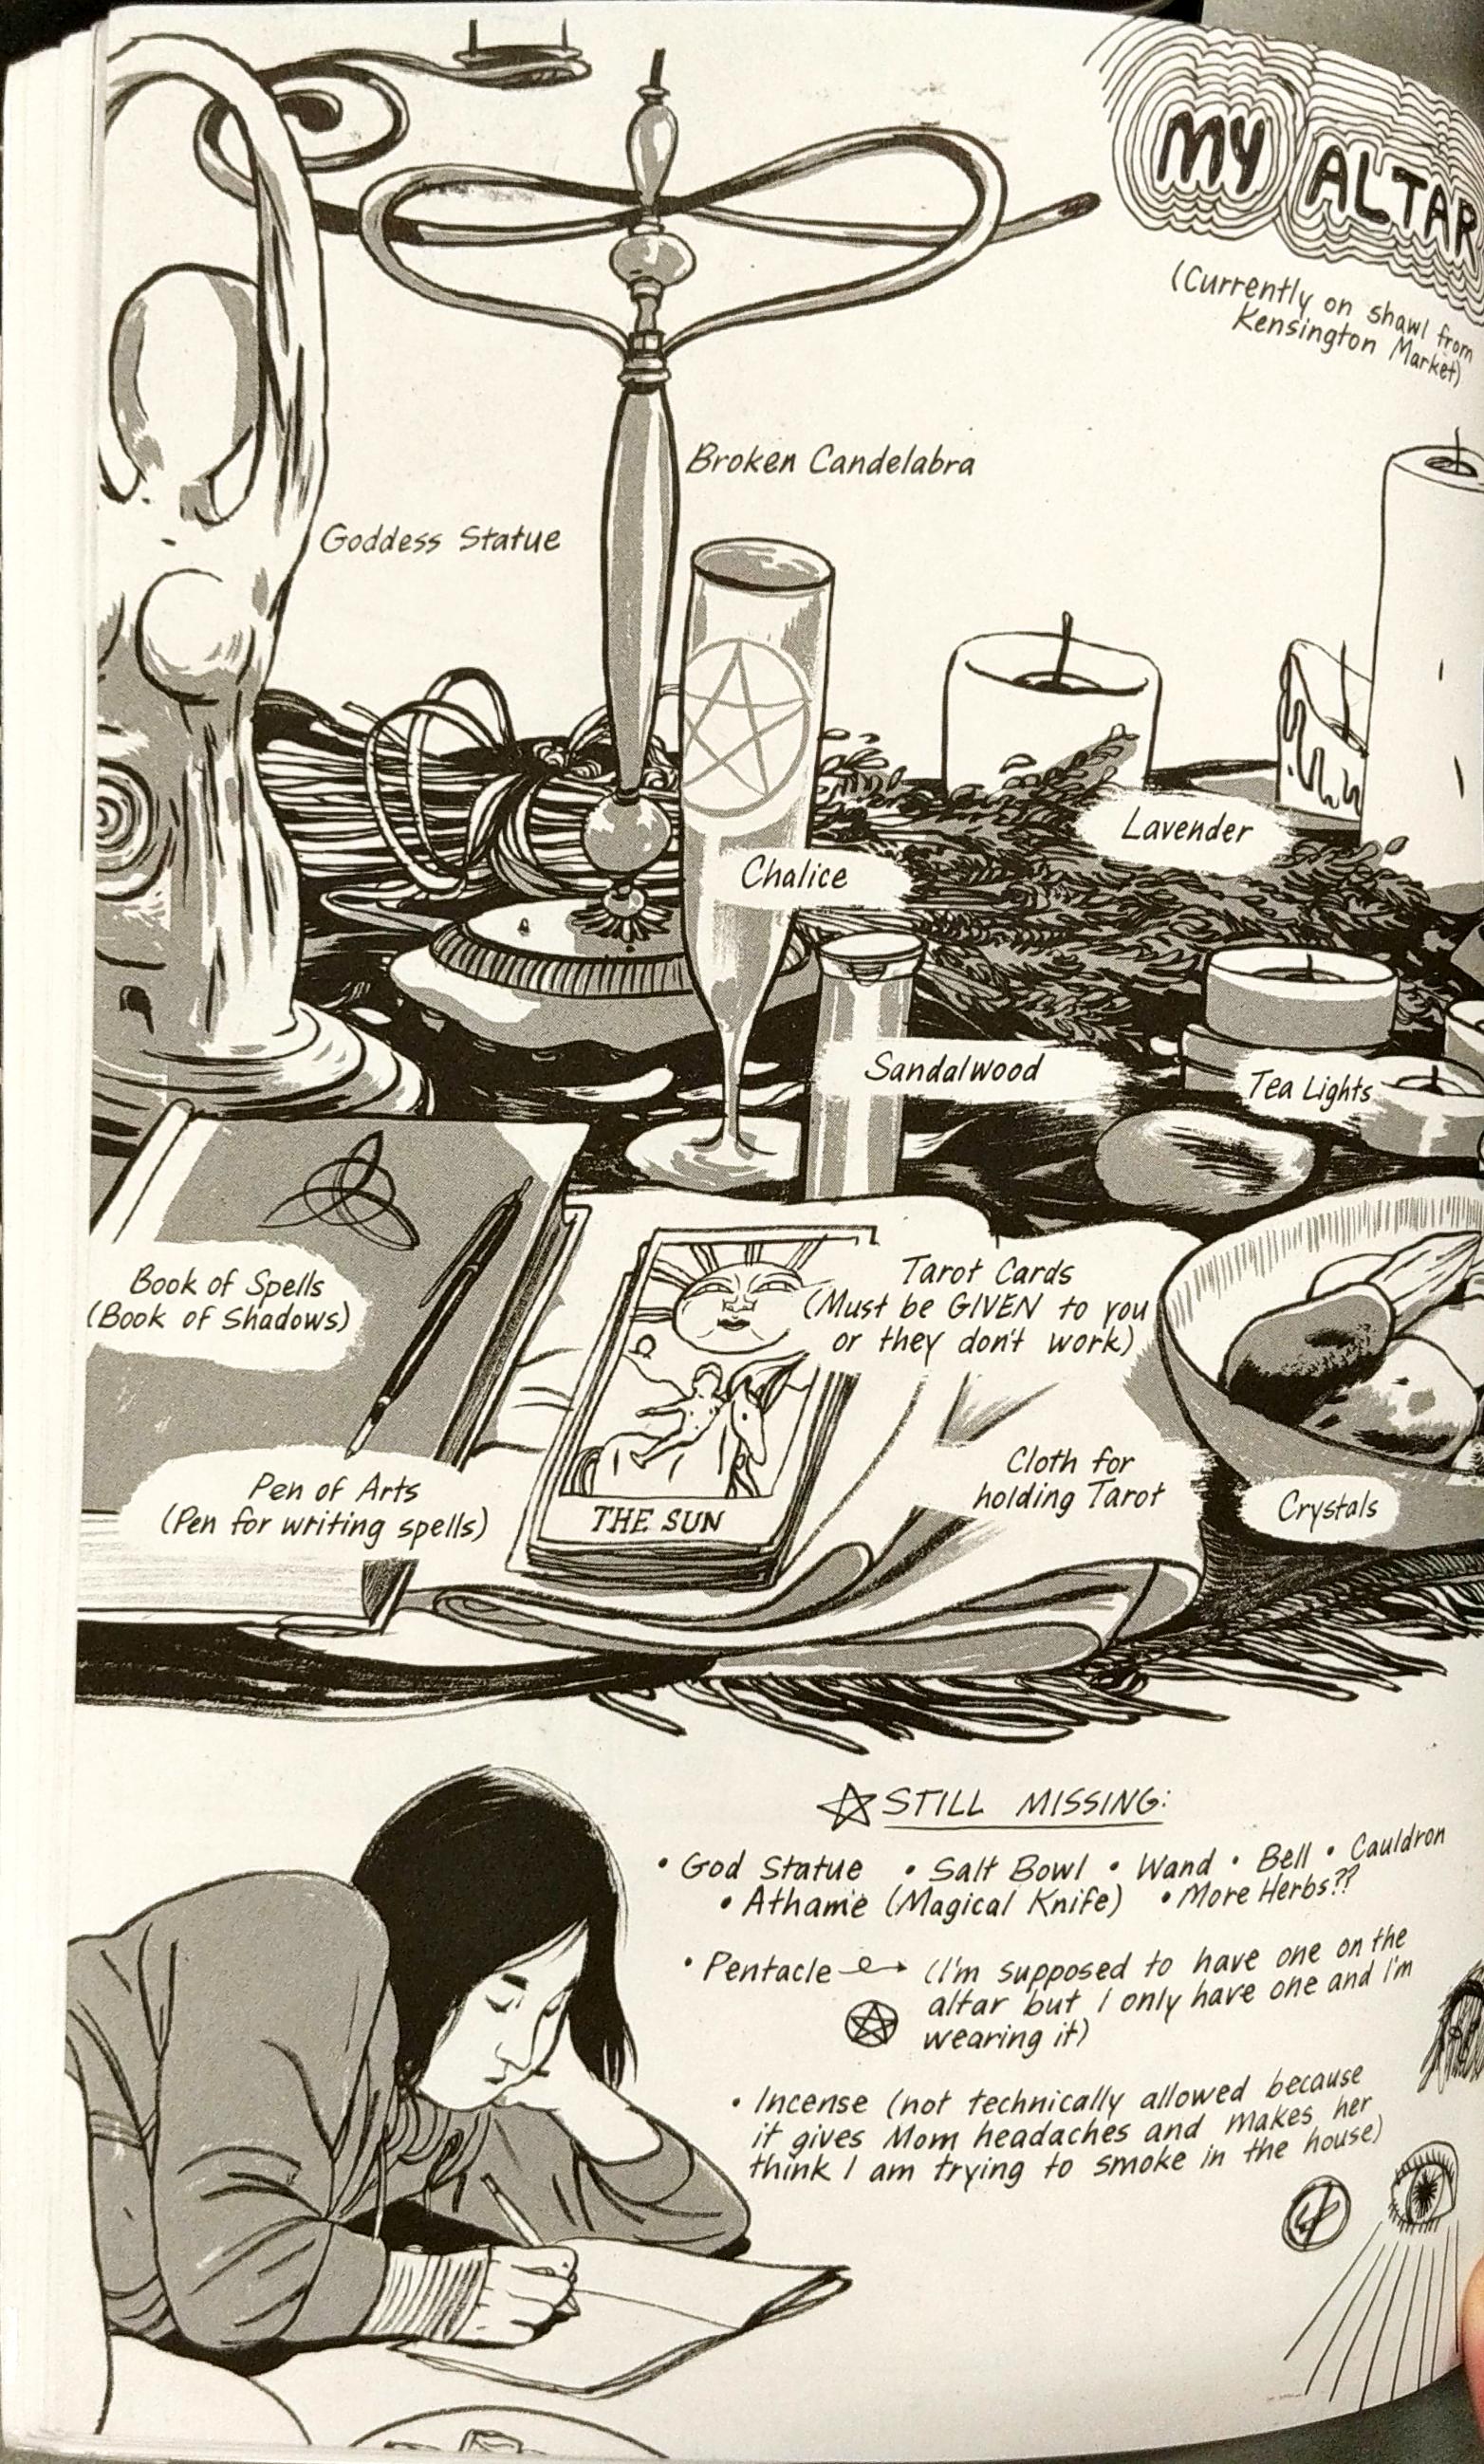 MY ALTAR
(Currently on shawl from
Kensington Market)
Broken Candelabra
Goddess Statue
Lavender
Chalice
Sandalwood
Tea Lights
Book of Spells
(Book of Shadows)
Tarot Cards
(Must be GIVEN to you
or they don't work)
Pen of Arts
(Pen for writing spells)
THE SUN
Cloth for
holding Tarot
Crystals
STILL MISSING:
• God Statue • Salt Bowl • Wand • Bell • Cauldron
• Athame (Magical Knife) • More Herbs??
• Pentacle (I'm supposed to have one on the
altar but I only have one and I'm
wearing it)
• Incense (not technically allowed because
it gives Mom headaches and makes her
think I am trying to smoke in the house)